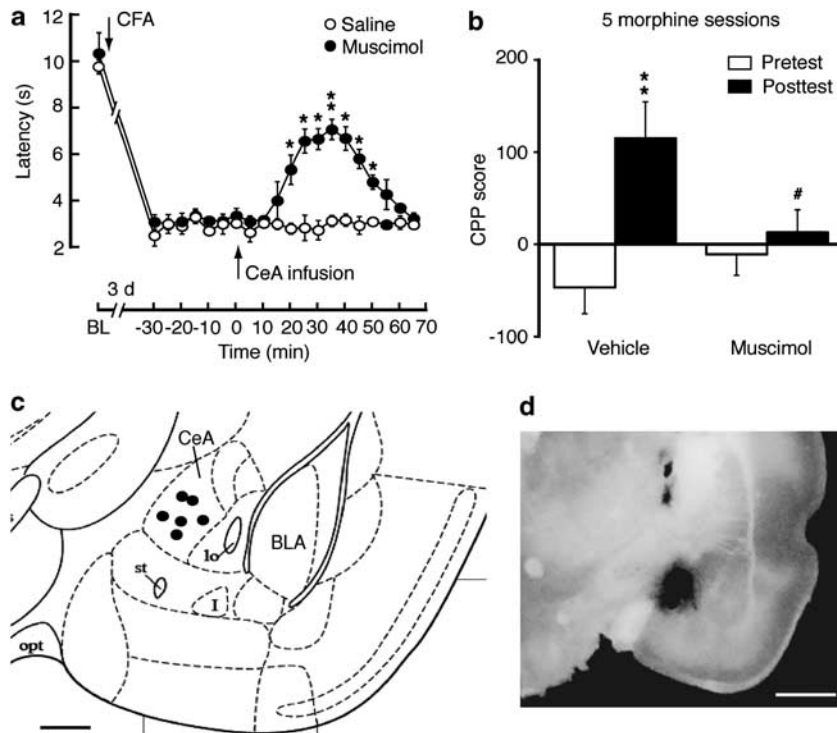 a
CFA
Saline
Muscimol
Latency (s)
12
10
8
6
4
2
* * * * * * * *
CeA infusion
3 d
BL -30 -20 -10 0 10 20 30 40 50 60 70
Time (min)
b
5 morphine sessions
Pretest
Posttest
CPP score
200
100
0
-100
* *
#
Vehicle Muscimol
c
CeA
BLA
lo
st
I
opt
d